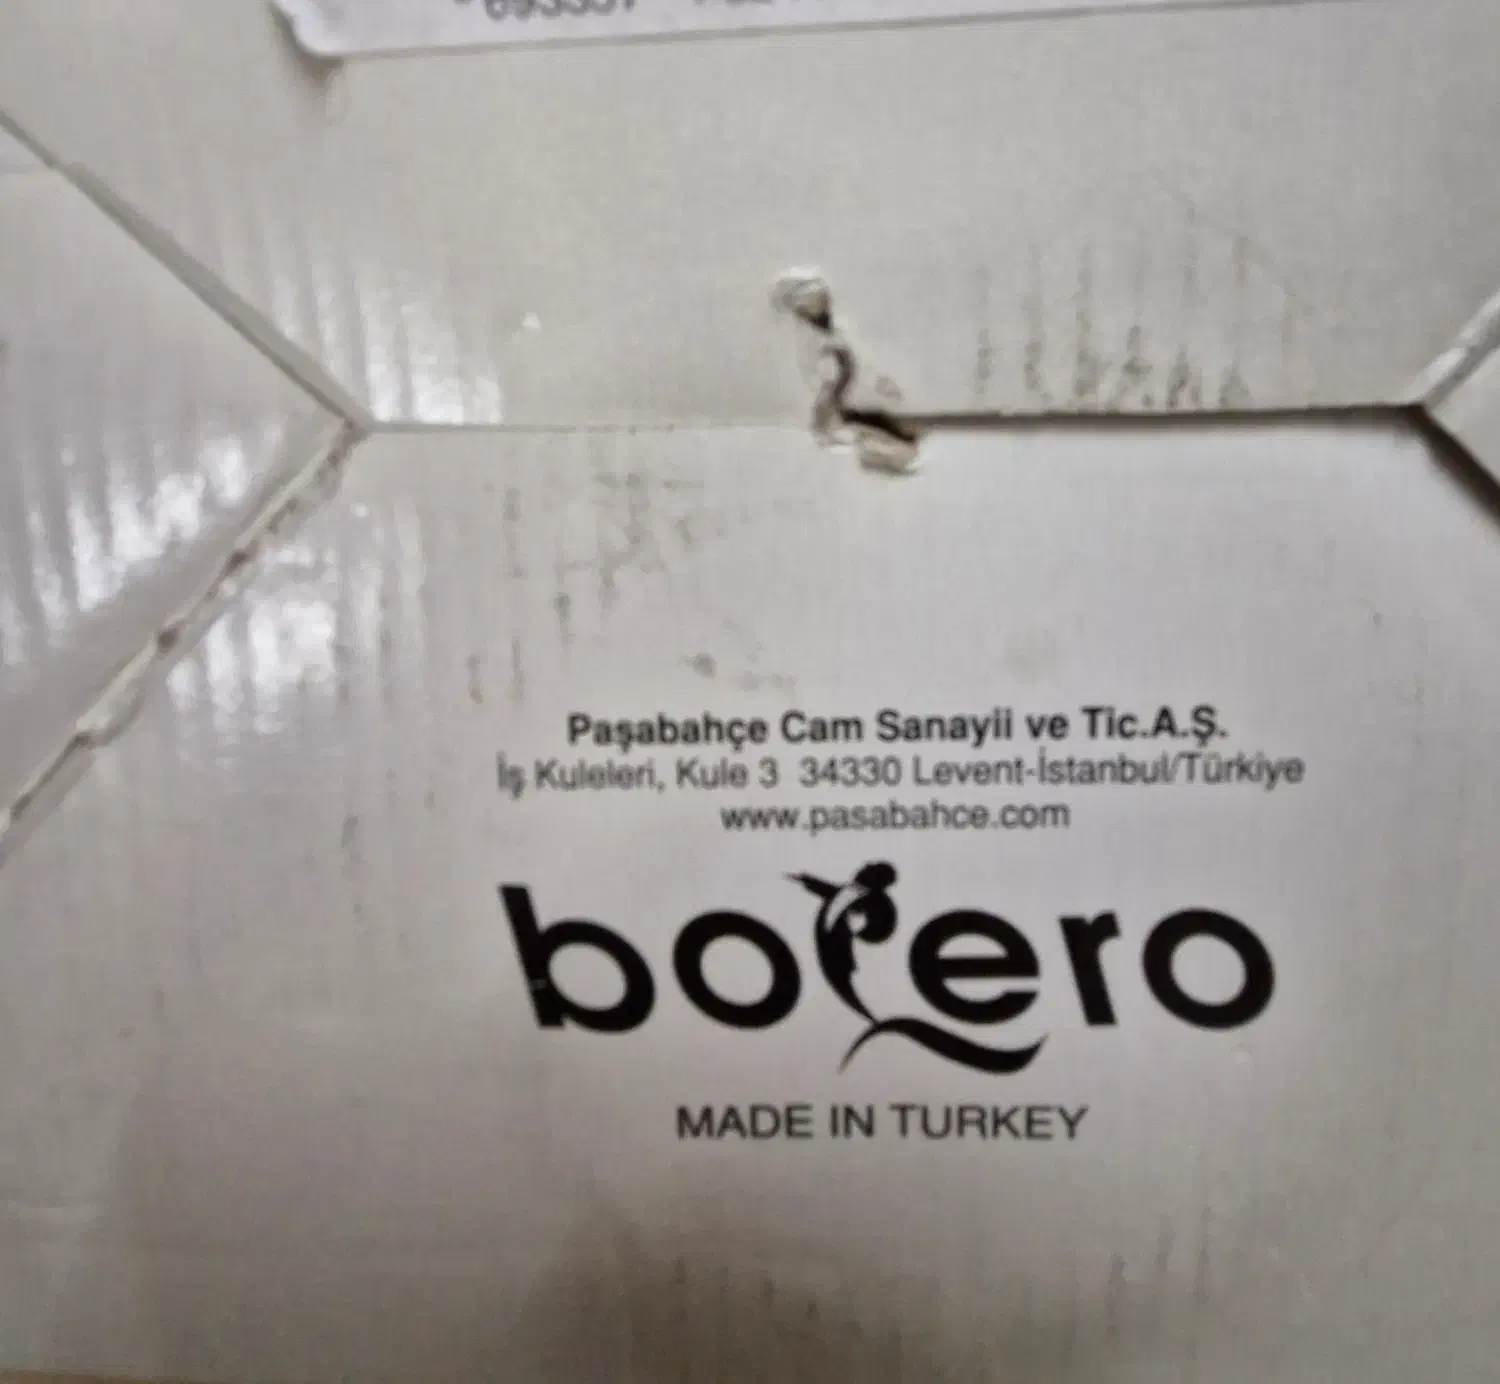 Paşabahçe Cam Sanayii ve Tic.A.Ş.
İş Kuleleri, Kule 3 34330 Levent-İstanbul/Türkiye
www.pasabahce.com
bolero
MADE IN TURKEY